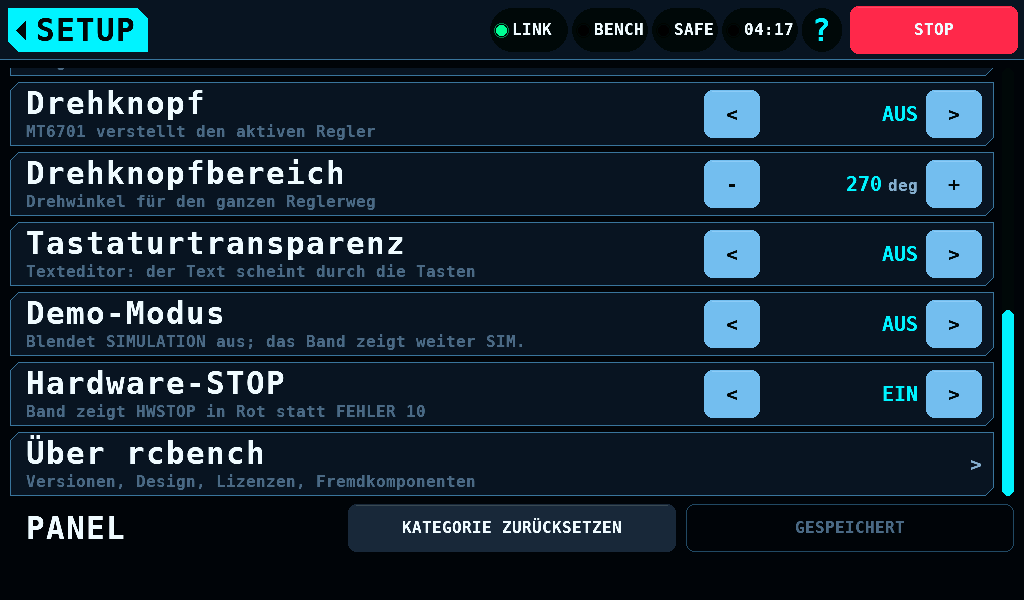 SETUP
LINK BENCH SAFE 04:17 ? STOP
Drehknopf
MT6701 verstellt den aktiven Regler
< AUS >
Drehknopfbereich
Drehwinkel für den ganzen Reglerweg
- 270 deg +
Tastaturtransparenz
Texteditor: der Text scheint durch die Tasten
< AUS >
Demo-Modus
Blendet SIMULATION aus; das Band zeigt weiter SIM.
< AUS >
Hardware-STOP
Band zeigt HWSTOP in Rot statt FEHLER 10
< EIN >
Über rcbench
Versionen, Design, Lizenzen, Fremdkomponenten
>
PANEL KATEGORIE ZURÜCKSETZEN GESPEICHERT